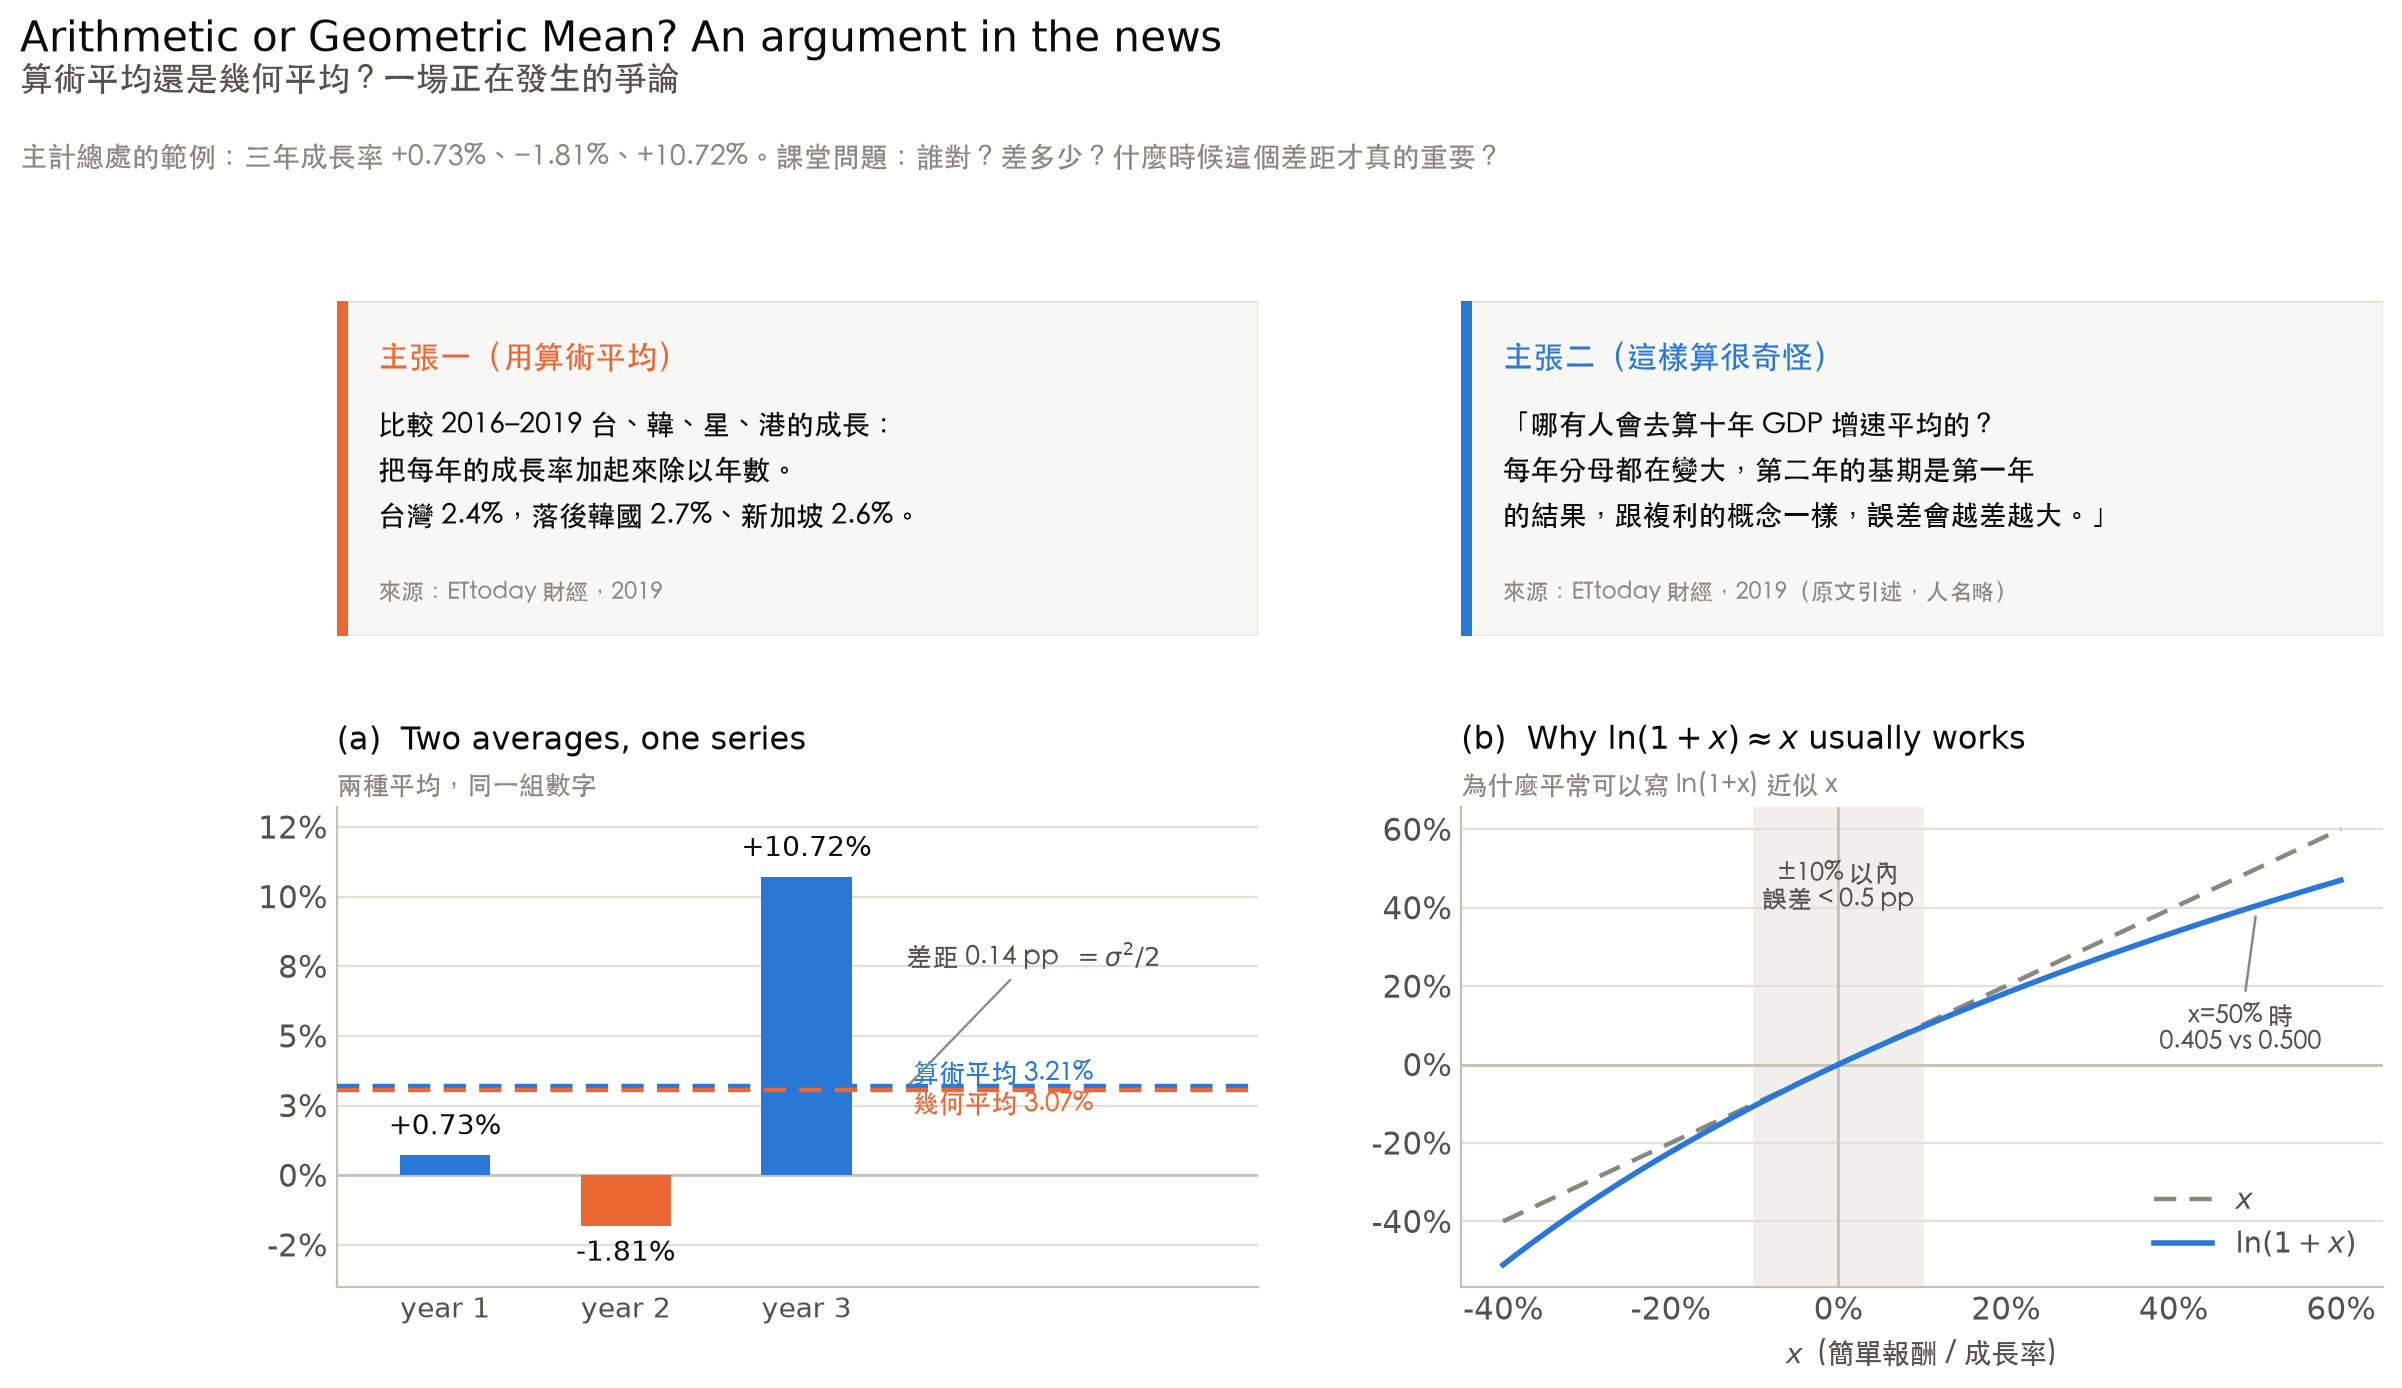 Arithmetic or Geometric Mean? An argument in the news
算術平均還是幾何平均？一場正在發生的爭論
主計總處的範例：三年成長率 +0.73%、−1.81%、+10.72%。課堂問題：誰對？差多少？什麼時候這個差距才真的重要？
主張一（用算術平均）
比較 2016–2019 台、韓、星、港的成長：
把每年的成長率加起來除以年數。
台灣 2.4%，落後韓國 2.7%、新加坡 2.6%。
來源：ETtoday 財經，2019
主張二（這樣算很奇怪）
「哪有人會去算十年 GDP 增速平均的？
每年分母都在變大，第二年的基期是第一年
的結果，跟複利的概念一樣，誤差會越差越大。」
來源：ETtoday 財經，2019（原文引述，人名略）
(a) Two averages, one series
兩種平均，同一組數字
12%
10%
8%
5%
3%
0%
-2%
+0.73%
-1.81%
+10.72%
差距 0.14 pp = σ²/2
算術平均 3.21%
幾何平均 3.07%
year 1
year 2
year 3
(b) Why ln(1 + x) ≈ x usually works
為什麼平常可以寫 ln(1+x) 近似 x
60%
40%
20%
0%
-20%
-40%
±10% 以內
誤差 < 0.5 pp
x=50% 時
0.405 vs 0.500
x
ln(1 + x)
-40%
-20%
0%
20%
40%
60%
x（簡單報酬 / 成長率）